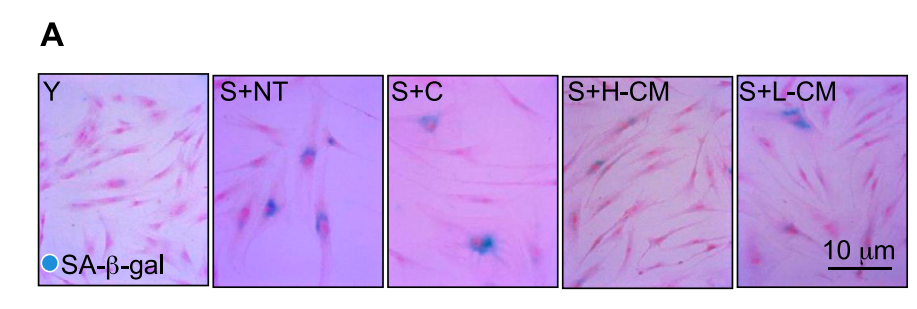 A
Y
S+NT
S+C
S+H-CM
S+L-CM
SA-β-gal
10 μm